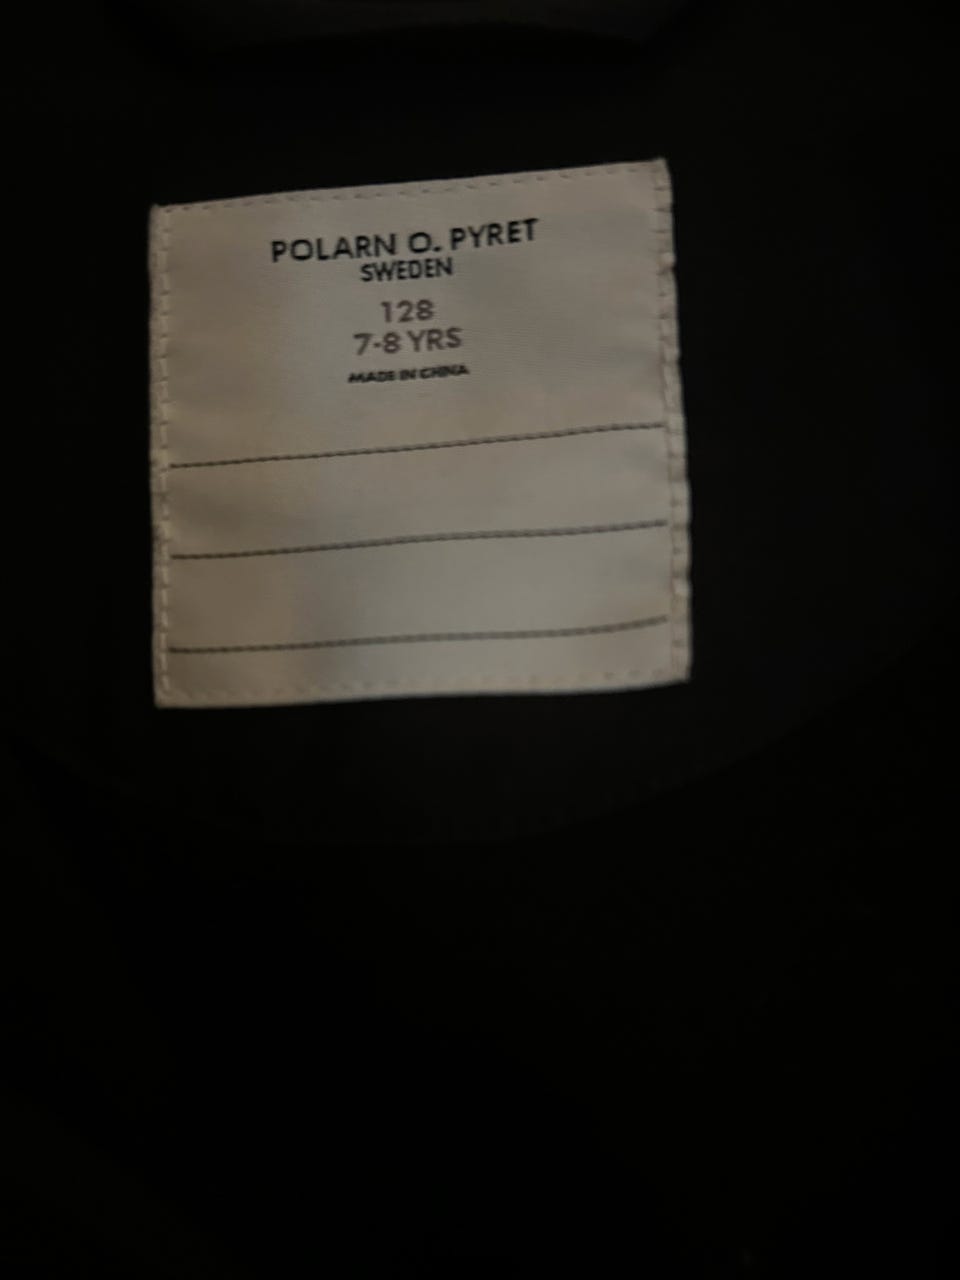 POLARN O. PYRET
SWEDEN
128
7-8 YRS
MADE IN CHINA